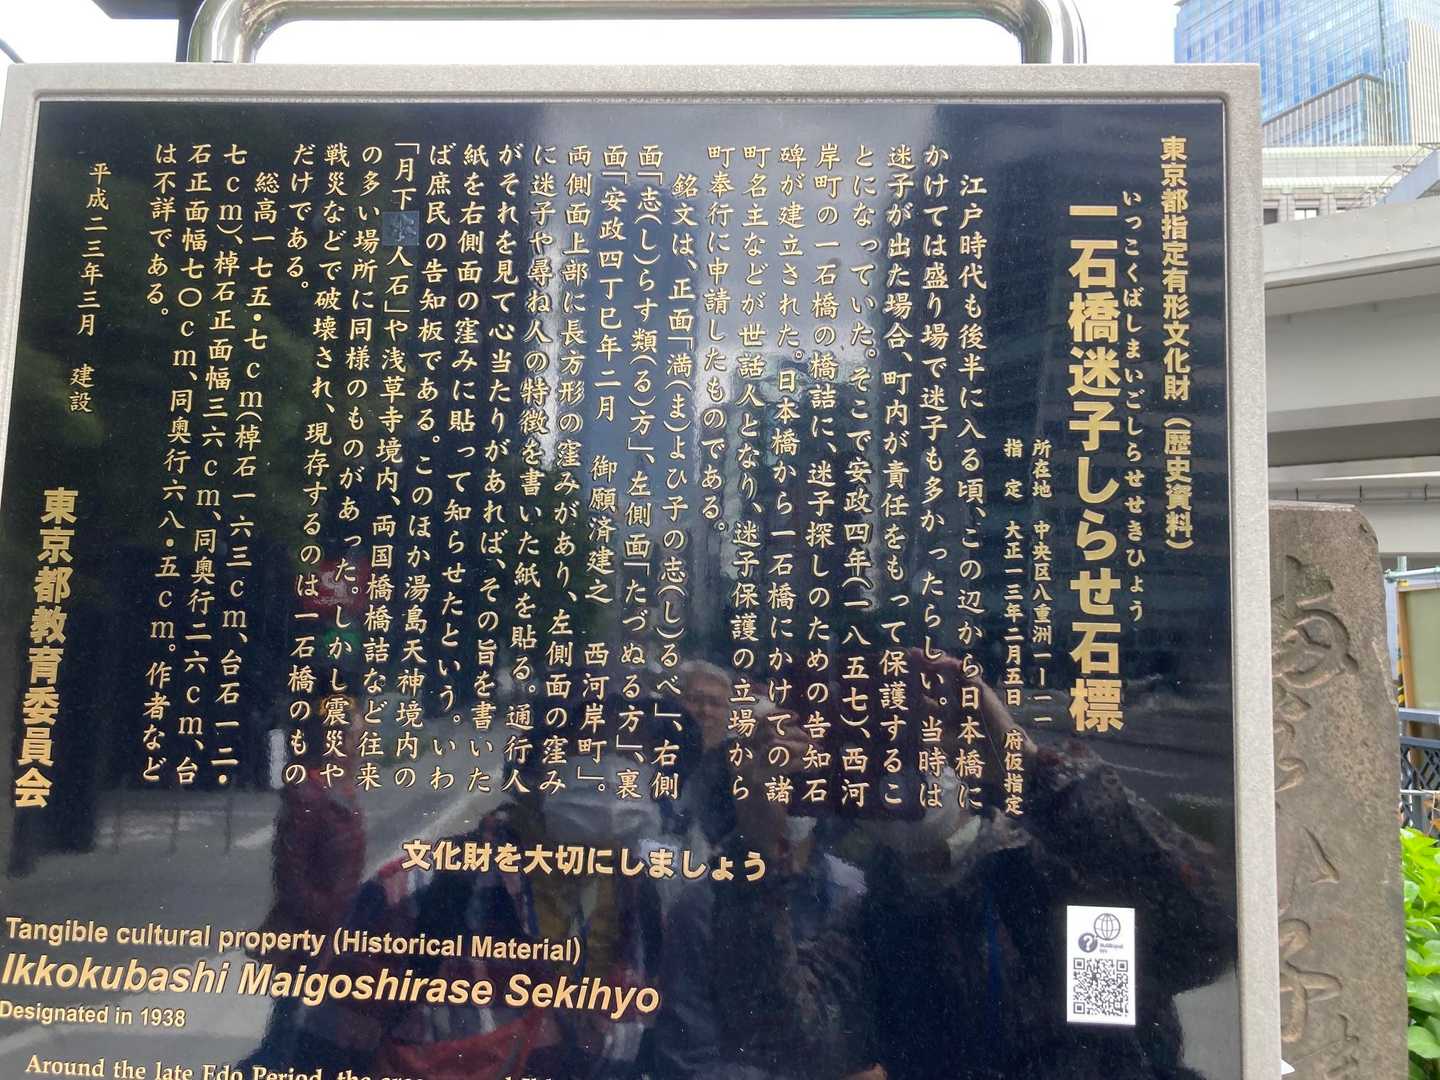 東京都指定有形文化財（歴史資料）
いっこくばしまいごしらせせきひょう
一石橋迷子しらせ石標
所在地　中央区八重洲一ー一一
指　定　大正一三年二月五日　府仮指定
江戸時代も後半に入る頃、この辺から日本橋に
かけては盛り場で迷子も多かったらしい。当時は
迷子が出た場合、町内が責任をもって保護するこ
とになっていた。そこで安政四年(一八五七)、西河
岸町の一石橋の橋詰に、迷子探しのための告知石
碑が建立された。日本橋から一石橋にかけての諸
町名主などが世話人となり、迷子保護の立場から
町奉行に申請したものである。
銘文は、正面「満(ま)よひ子の志(し)るべ」、右側
面「志(し)らす類(る)方」、左側面「たづぬる方」、裏
面「安政四丁巳年二月　御願済建之　西河岸町」。
両側面上部に長方形の窪みがあり、左側面の窪み
に迷子や尋ね人の特徴を書いた紙を貼る。通行人
がそれを見て心当たりがあれば、その旨を書いた
紙を右側面の窪みに貼って知らせたという。いわ
ば庶民の告知板である。このほか湯島天神境内の
「月下氷人石」や浅草寺境内、両国橋橋詰など往来
の多い場所に同様のものがあった。しかし震災や
戦災などで破壊され、現存するのは一石橋のもの
だけである。
総高一七五・七cm(棹石一六三cm、台石一二・
七cm)、棹石正面幅三六cm、同奥行二六cm、台
石正面幅七〇cm、同奥行六八・五cm。作者など
は不詳である。
平成二三年三月　建設
東京都教育委員会
文化財を大切にしましょう
Tangible cultural property (Historical Material)
Ikkokubashi Maigoshirase Sekihyo
Designated in 1938
Around the late Edo Period, the